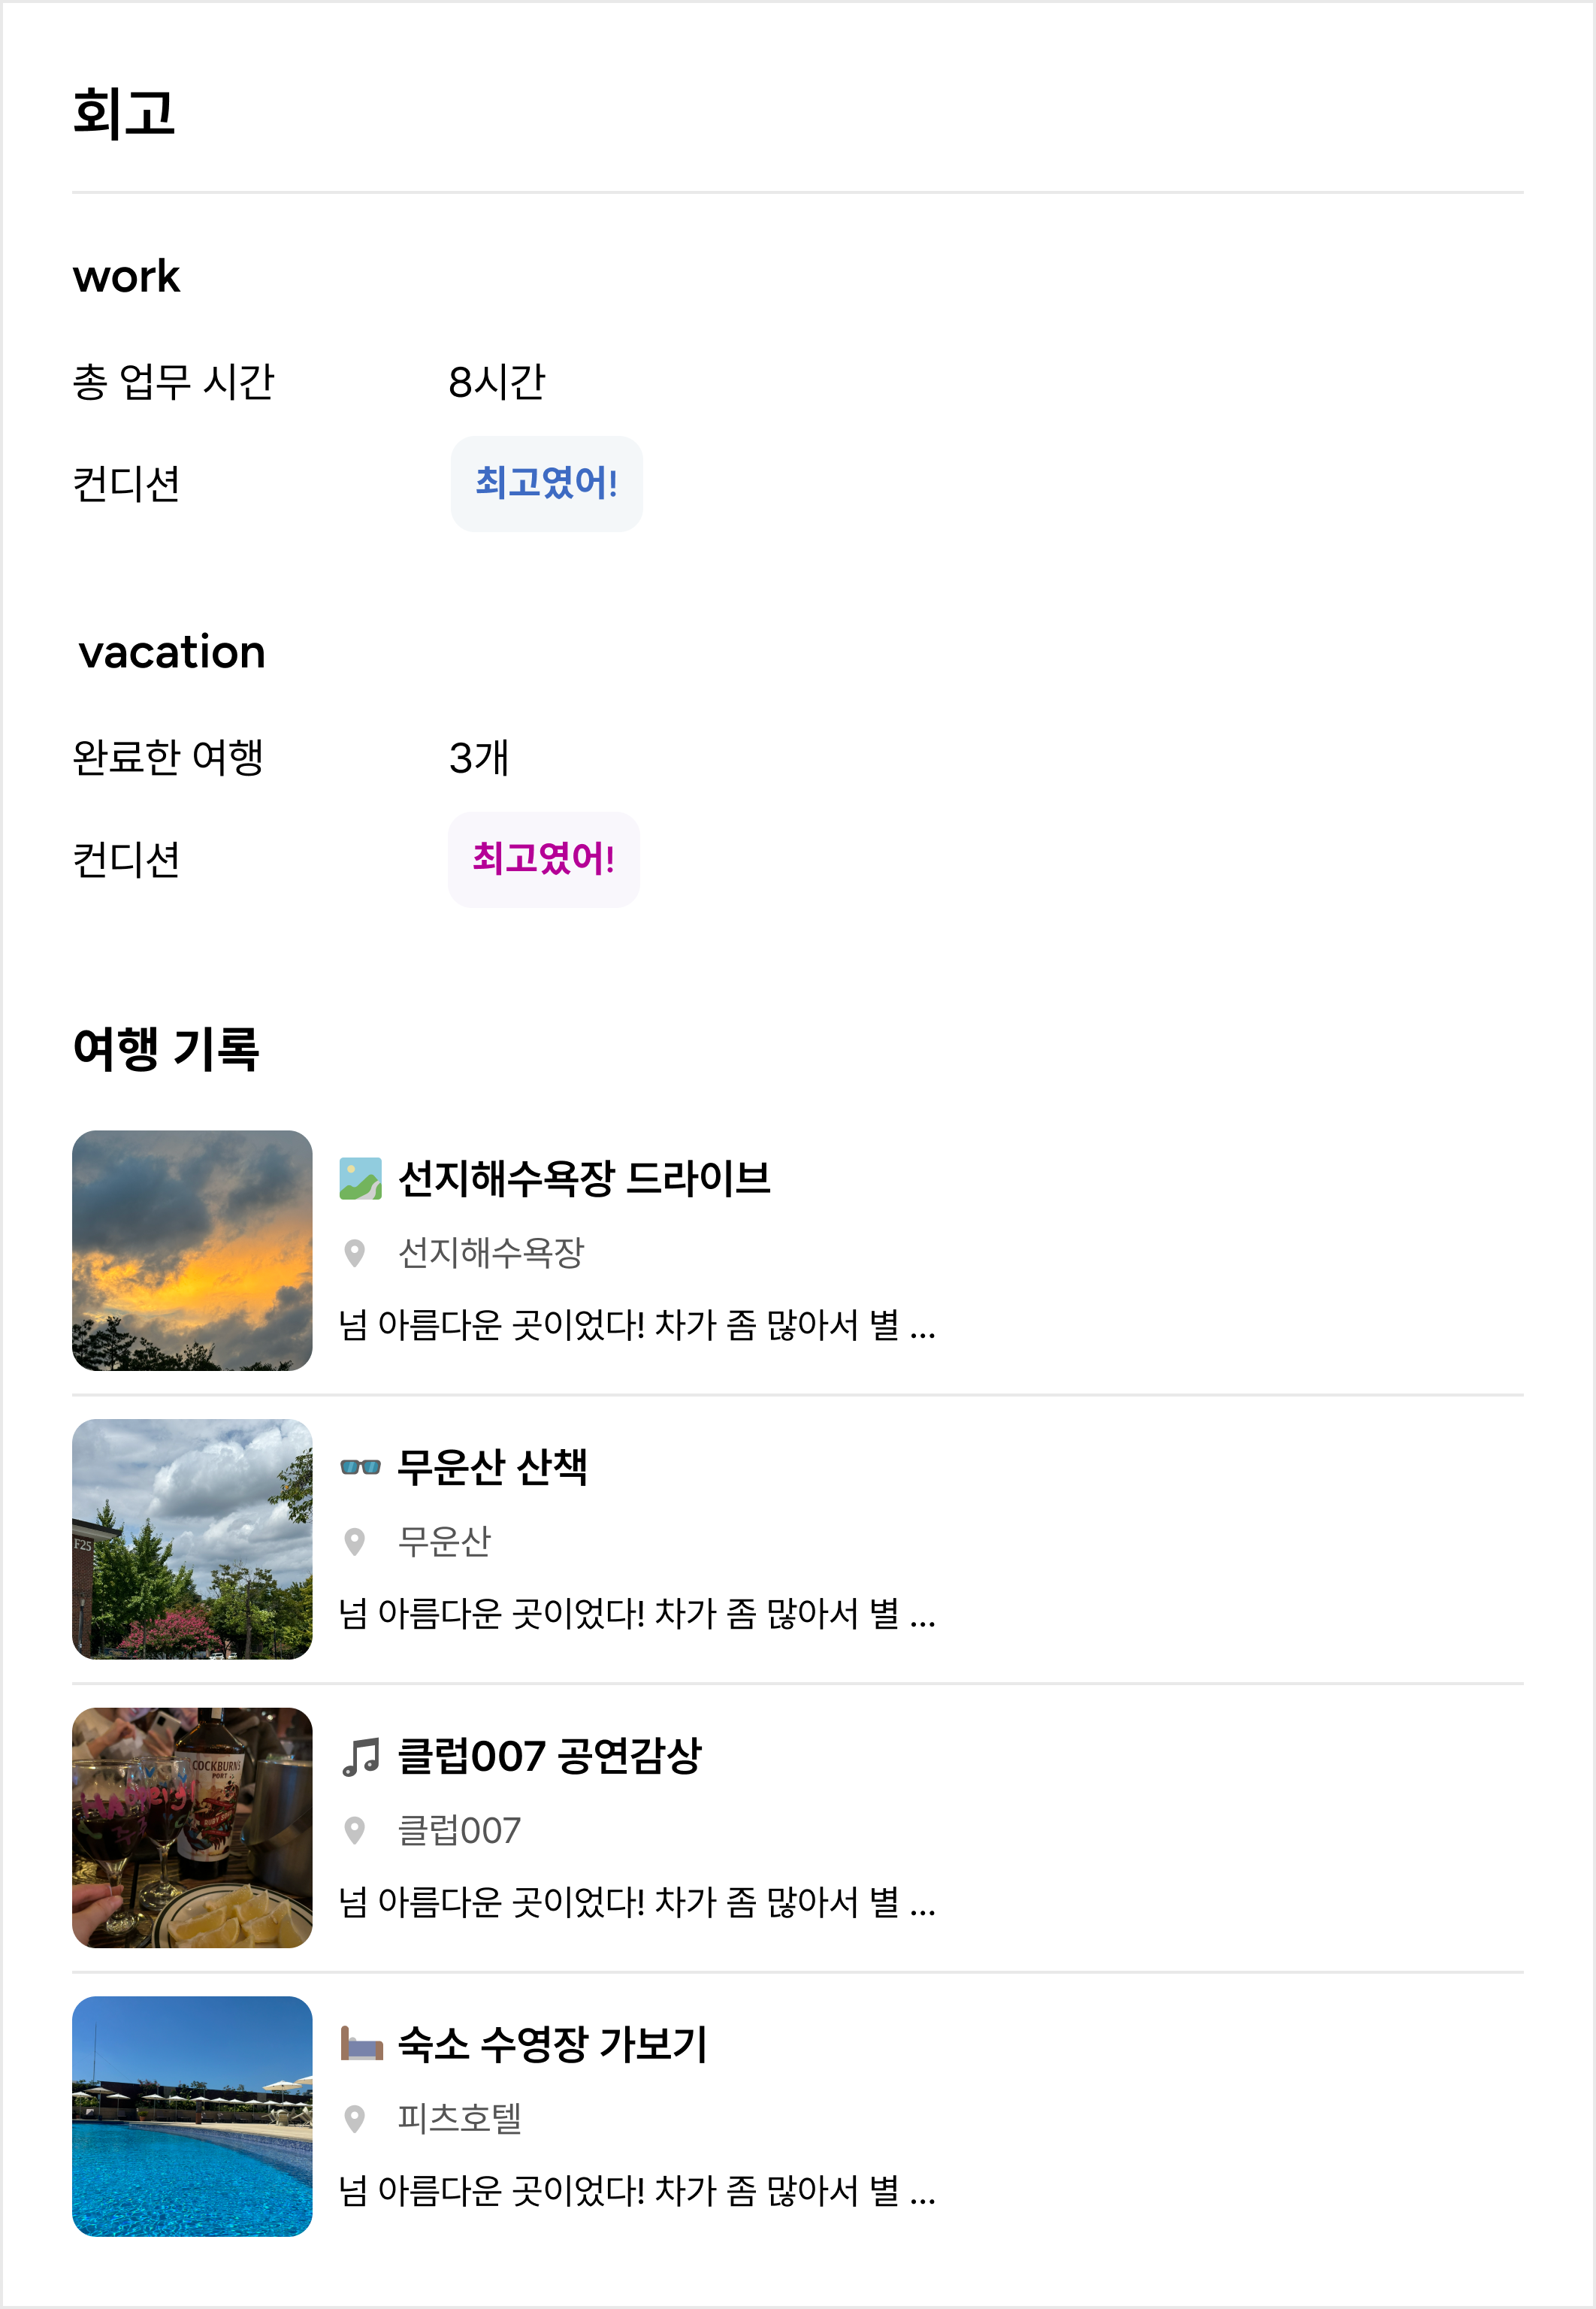 회고
work
총 업무 시간 8시간
컨디션 최고였어!
vacation
완료한 여행 3개
컨디션 최고였어!
여행 기록
선지해수욕장 드라이브
선지해수욕장
넘 아름다운 곳이었다! 차가 좀 많아서 별 ...
F25
무운산 산책
무운산
넘 아름다운 곳이었다! 차가 좀 많아서 별 ...
COCKBURN'S
PORT
클럽007 공연감상
클럽007
넘 아름다운 곳이었다! 차가 좀 많아서 별 ...
숙소 수영장 가보기
피츠호텔
넘 아름다운 곳이었다! 차가 좀 많아서 별 ...